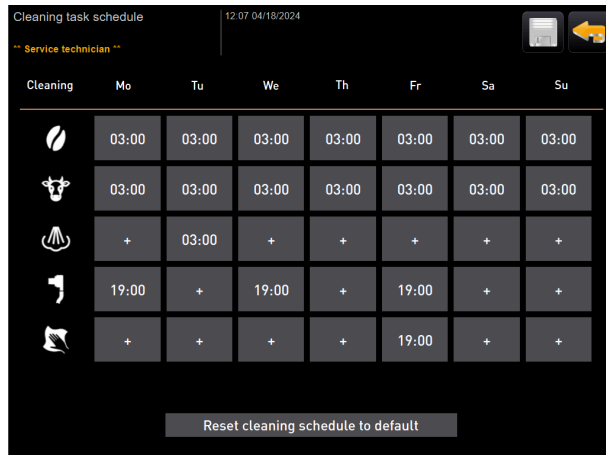 Cleaning task schedule
12:07 04/18/2024
** Service technician **
Cleaning Mo Tu We Th Fr Sa Su
03:00 03:00 03:00 03:00 03:00 03:00 03:00
03:00 03:00 03:00 03:00 03:00 03:00 03:00
+ 03:00 + + + + +
19:00 + 19:00 + 19:00 + +
+ + + + 19:00 + +
Reset cleaning schedule to default